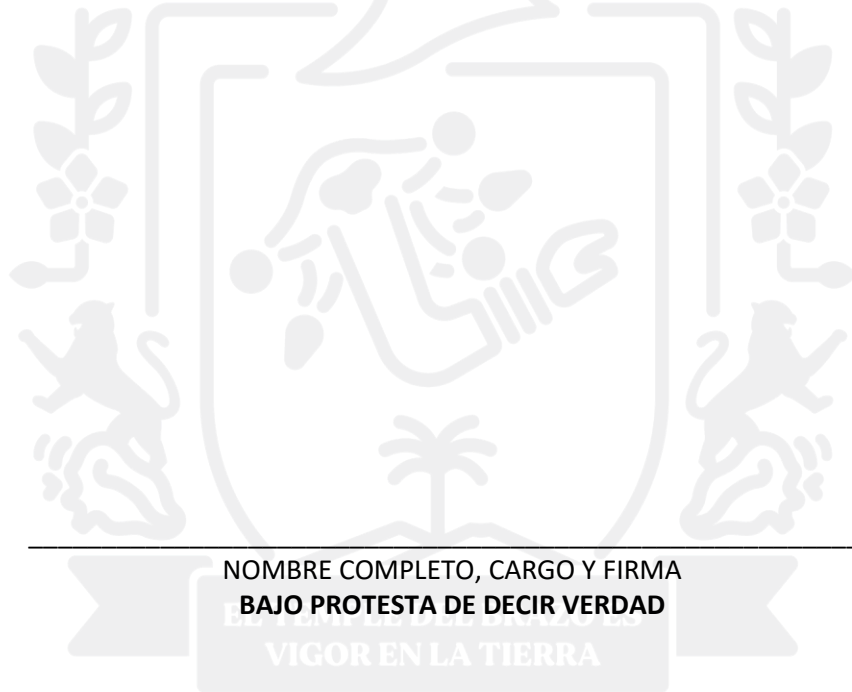 NOMBRE COMPLETO, CARGO Y FIRMA
BAJO PROTESTA DE DECIR VERDAD
EL TEMPLE DEL BRAZO ES
VIGOR EN LA TIERRA